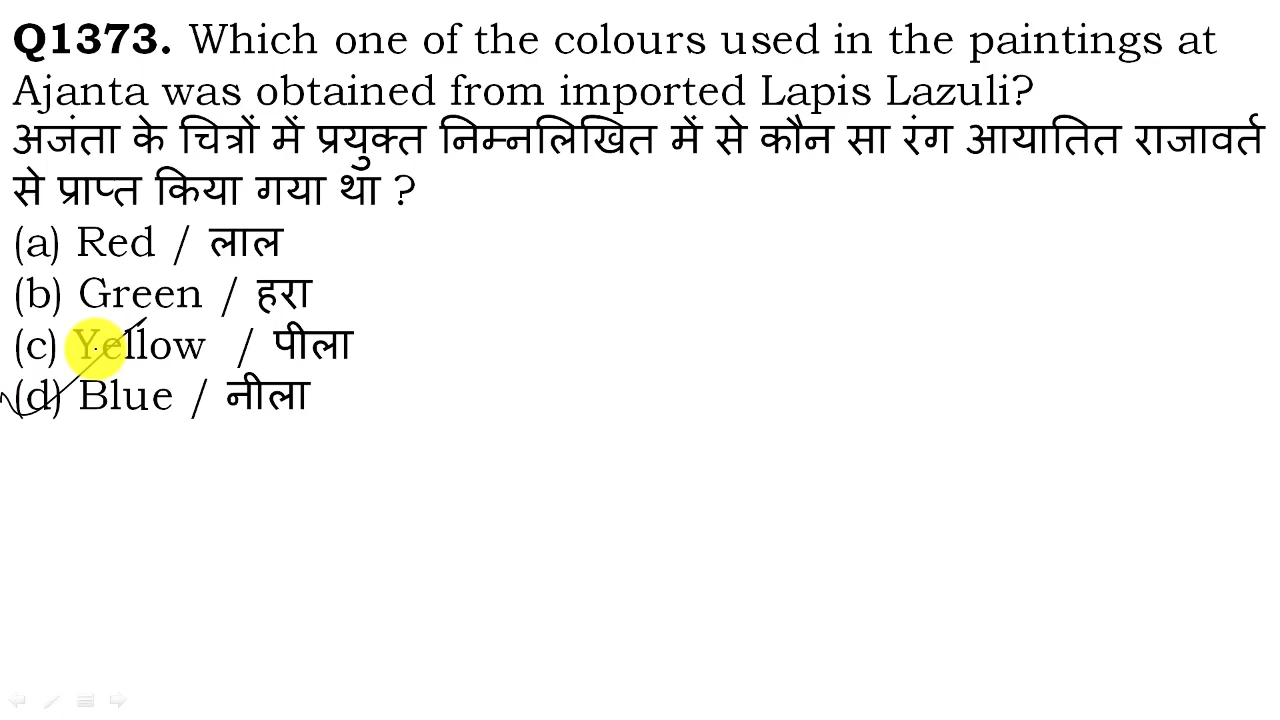 Q1373. Which one of the colours used in the paintings at
Ajanta was obtained from imported Lapis Lazuli?
अजंता के चित्रों में प्रयुक्त निम्नलिखित में से कौन सा रंग आयातित राजावर्त
से प्राप्त किया गया था ?
(a) Red / लाल
(b) Green / हरा
(c) Yellow / पीला
(d) Blue / नीला